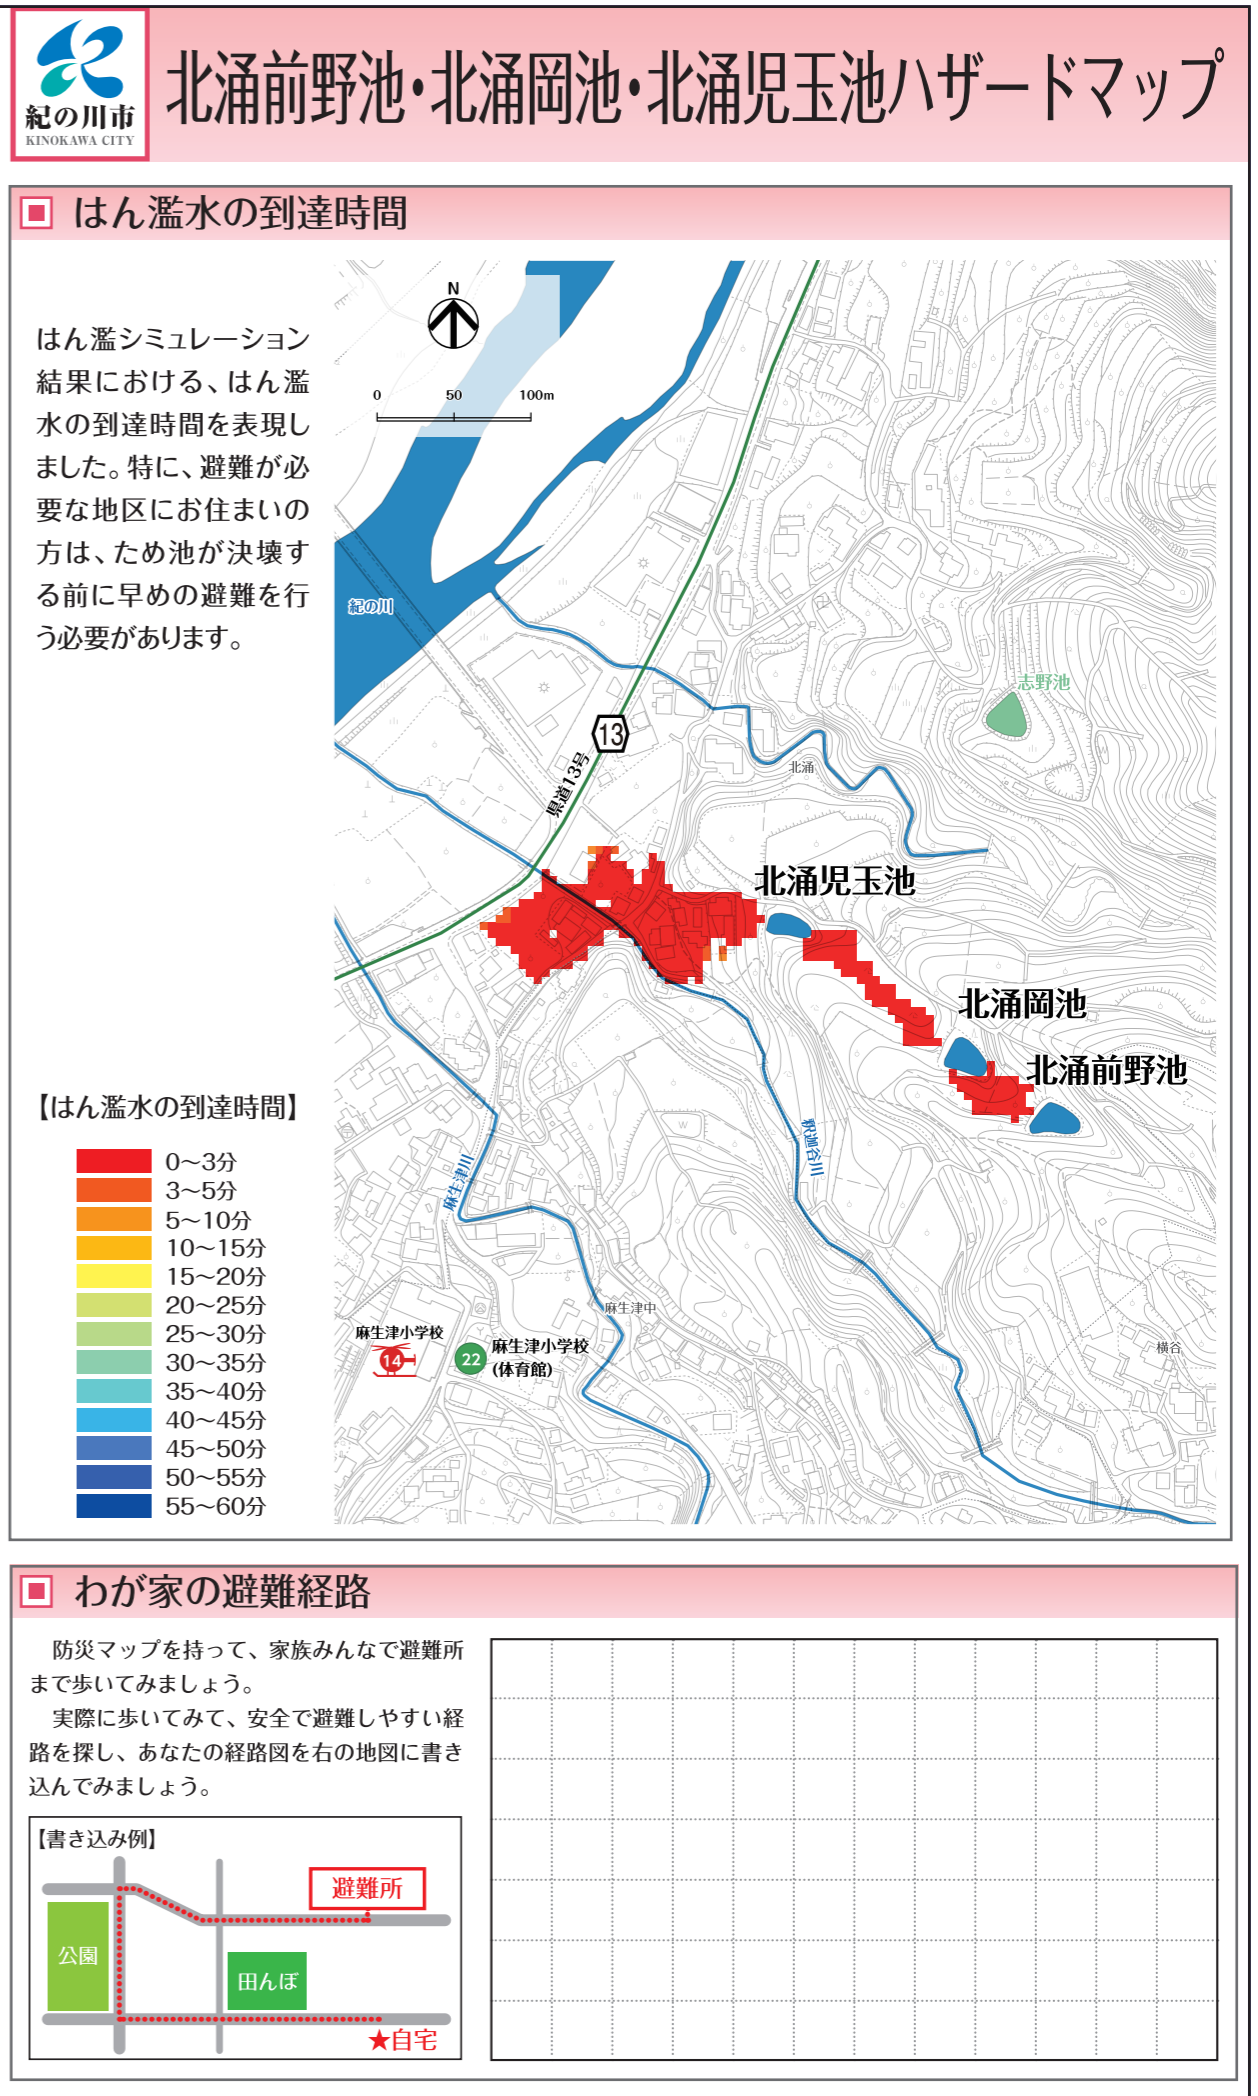 紀の川市
KINOKAWA CITY
北涌前野池・北涌岡池・北涌児玉池ハザードマップ
はん濫水の到達時間
はん濫シミュレーション
結果における、はん濫
水の到達時間を表現し
ました。特に、避難が必
要な地区にお住まいの
方は、ため池が決壊す
る前に早めの避難を行
う必要があります。
N
0 50 100m
紀の川
志野池
13
県道13号
北涌
北涌児玉池
北涌岡池
北涌前野池
釈迦谷川
麻生津川
麻生津中
麻生津小学校
14
22
麻生津小学校
(体育館)
横谷
【はん濫水の到達時間】
0～3分
3～5分
5～10分
10～15分
15～20分
20～25分
25～30分
30～35分
35～40分
40～45分
45～50分
50～55分
55～60分
わが家の避難経路
防災マップを持って、家族みんなで避難所
まで歩いてみましょう。
実際に歩いてみて、安全で避難しやすい経
路を探し、あなたの経路図を右の地図に書き
込んでみましょう。
【書き込み例】
避難所
公園
田んぼ
★自宅